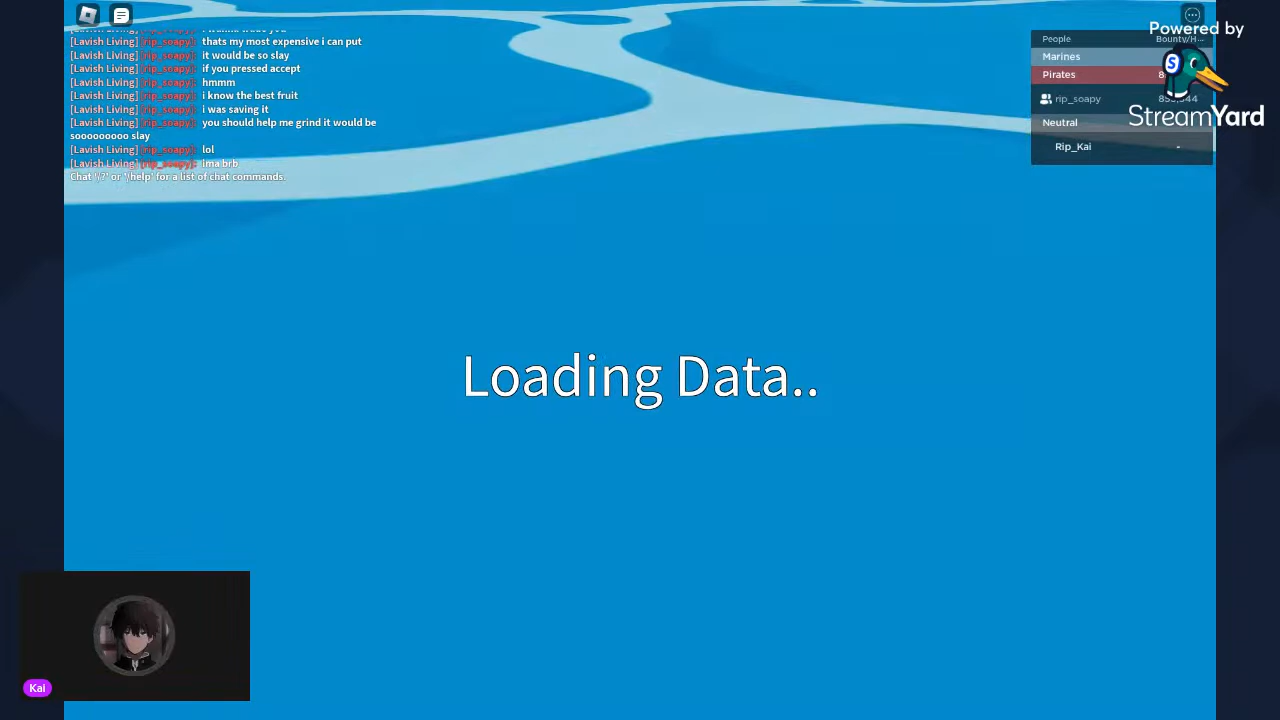 [Lavish Living] [rip_soapy]: thats my most expensive i can put
[Lavish Living] [rip_soapy]: it would be so slay
[Lavish Living] [rip_soapy]: if you pressed accept
[Lavish Living] [rip_soapy]: hmmm
[Lavish Living] [rip_soapy]: i know the best fruit
[Lavish Living] [rip_soapy]: i was saving it
[Lavish Living] [rip_soapy]: you should help me grind it would be
sooooooooo slay
[Lavish Living] [rip_soapy]: lol
[Lavish Living] [rip_soapy]: ima brb
Chat '/?' or '/help' for a list of chat commands.
Powered by
StreamYard
People Bounty/H...
Marines
Pirates
rip_soapy
Neutral
Rip_Kai -
Loading Data..
Kai